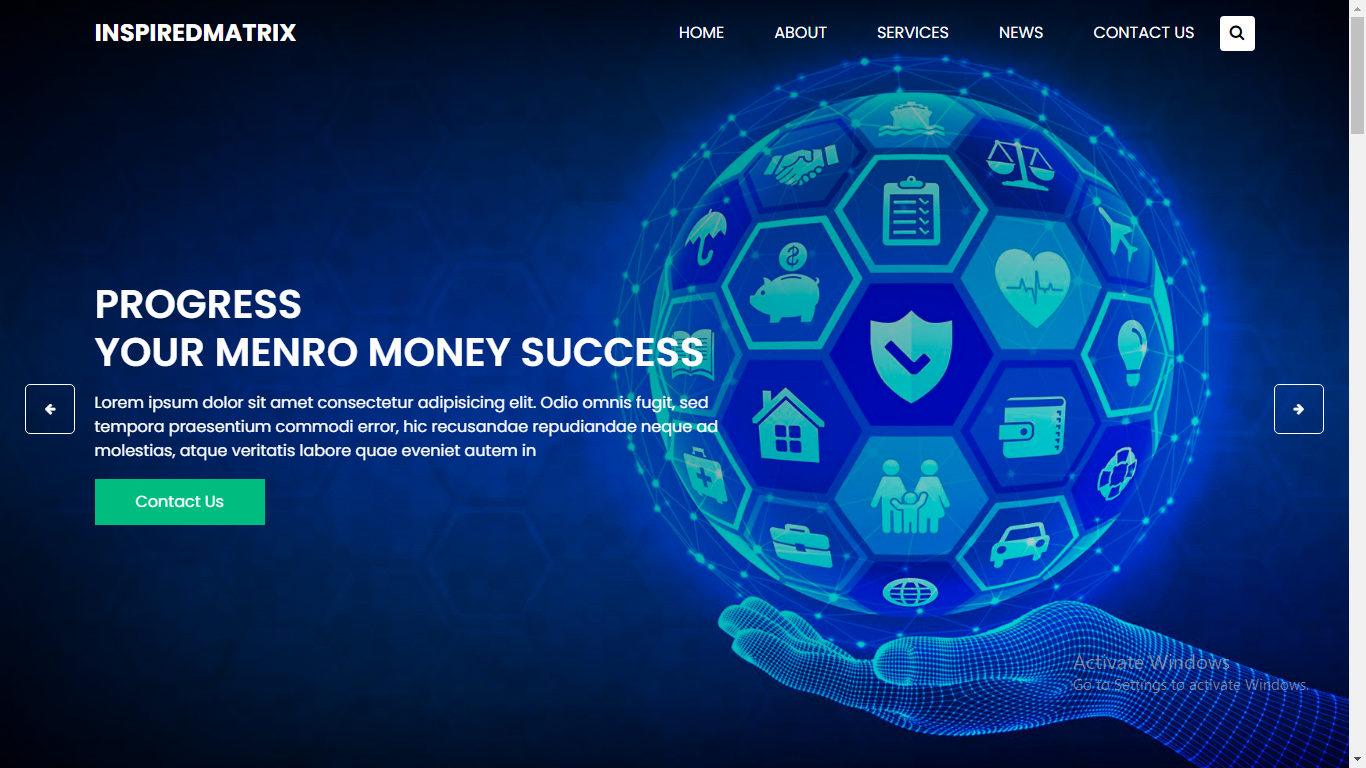 INSPIREDMATRIX
HOME ABOUT SERVICES NEWS CONTACT US
PROGRESS
YOUR MENRO MONEY SUCCESS
Lorem ipsum dolor sit amet consectetur adipisicing elit. Odio omnis fugit, sed
tempora praesentium commodi error, hic recusandae repudiandae neque ad
molestias, atque veritatis labore quae eveniet autem in
Contact Us
Activate Windows
Go to Settings to activate Windows.